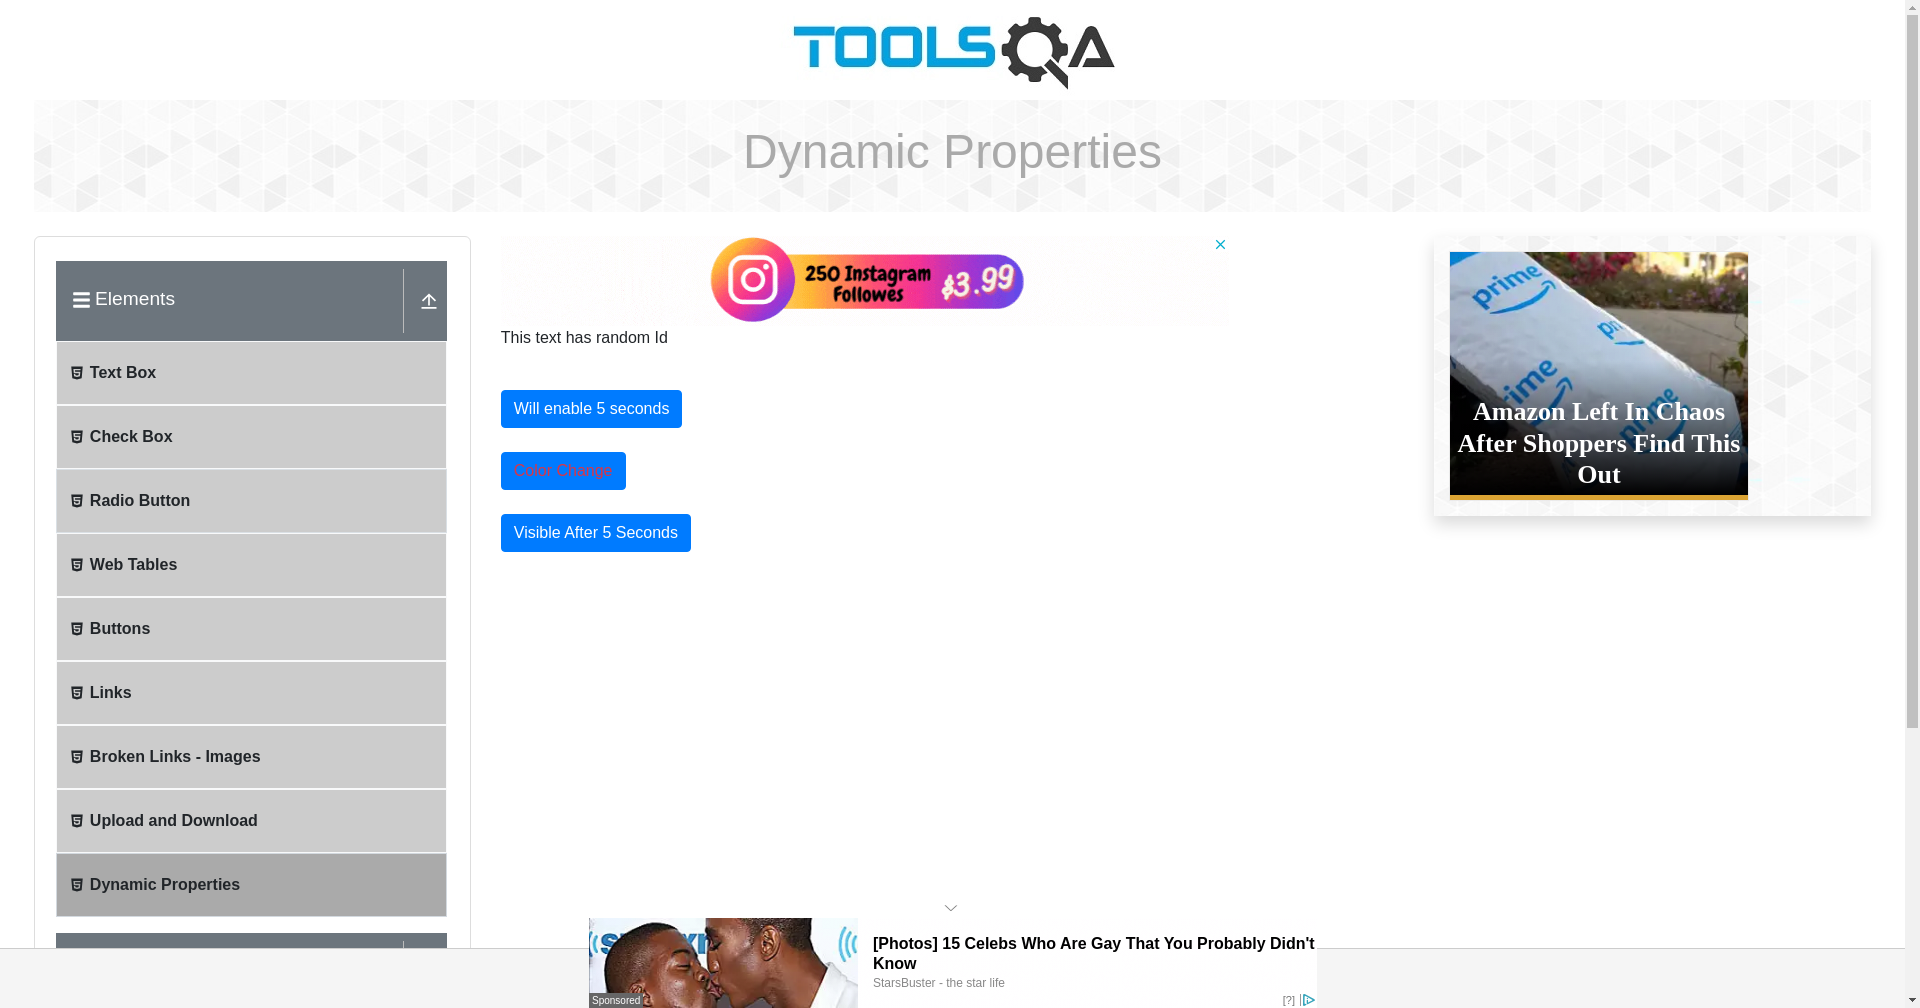 TOOLSQA
Dynamic Properties
Elements
Text Box
Check Box
Radio Button
Web Tables
Buttons
Links
Broken Links - Images
Upload and Download
Dynamic Properties
250 Instagram
Followes
$3.99
This text has random Id
Will enable 5 seconds
Color Change
Visible After 5 Seconds
prime
prime
prime
Amazon Left In Chaos
After Shoppers Find This
Out
Sponsored
[Photos] 15 Celebs Who Are Gay That You Probably Didn't
Know
StarsBuster - the star life
[?]